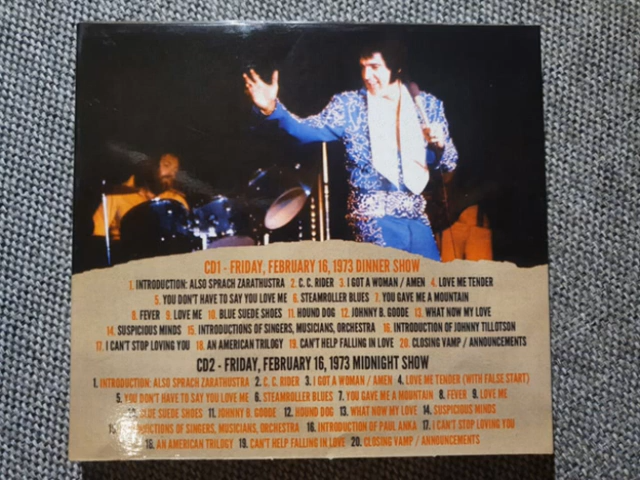 CD1 - FRIDAY, FEBRUARY 16, 1973 DINNER SHOW
1. INTRODUCTION: ALSO SPRACH ZARATHUSTRA 2. C. C. RIDER 3. I GOT A WOMAN / AMEN 4. LOVE ME TENDER
5. YOU DON'T HAVE TO SAY YOU LOVE ME 6. STEAMROLLER BLUES 7. YOU GAVE ME A MOUNTAIN
8. FEVER 9. LOVE ME 10. BLUE SUEDE SHOES 11. HOUND DOG 12. JOHNNY B. GOODE 13. WHAT NOW MY LOVE
14. SUSPICIOUS MINDS 15. INTRODUCTIONS OF SINGERS, MUSICIANS, ORCHESTRA 16. INTRODUCTION OF JOHNNY TILLOTSON
17. I CAN'T STOP LOVING YOU 18. AN AMERICAN TRILOGY 19. CAN'T HELP FALLING IN LOVE 20. CLOSING VAMP / ANNOUNCEMENTS
CD2 - FRIDAY, FEBRUARY 16, 1973 MIDNIGHT SHOW
1. INTRODUCTION: ALSO SPRACH ZARATHUSTRA 2. C. C. RIDER 3. I GOT A WOMAN / AMEN 4. LOVE ME TENDER (WITH FALSE START)
5. YOU DON'T HAVE TO SAY YOU LOVE ME 6. STEAMROLLER BLUES 7. YOU GAVE ME A MOUNTAIN 8. FEVER 9. LOVE ME
10. BLUE SUEDE SHOES 11. JOHNNY B. GOODE 12. HOUND DOG 13. WHAT NOW MY LOVE 14. SUSPICIOUS MINDS
15. INTRODUCTIONS OF SINGERS, MUSICIANS, ORCHESTRA 16. INTRODUCTION OF PAUL ANKA 17. I CAN'T STOP LOVING YOU
18. AN AMERICAN TRILOGY 19. CAN'T HELP FALLING IN LOVE 20. CLOSING VAMP / ANNOUNCEMENTS